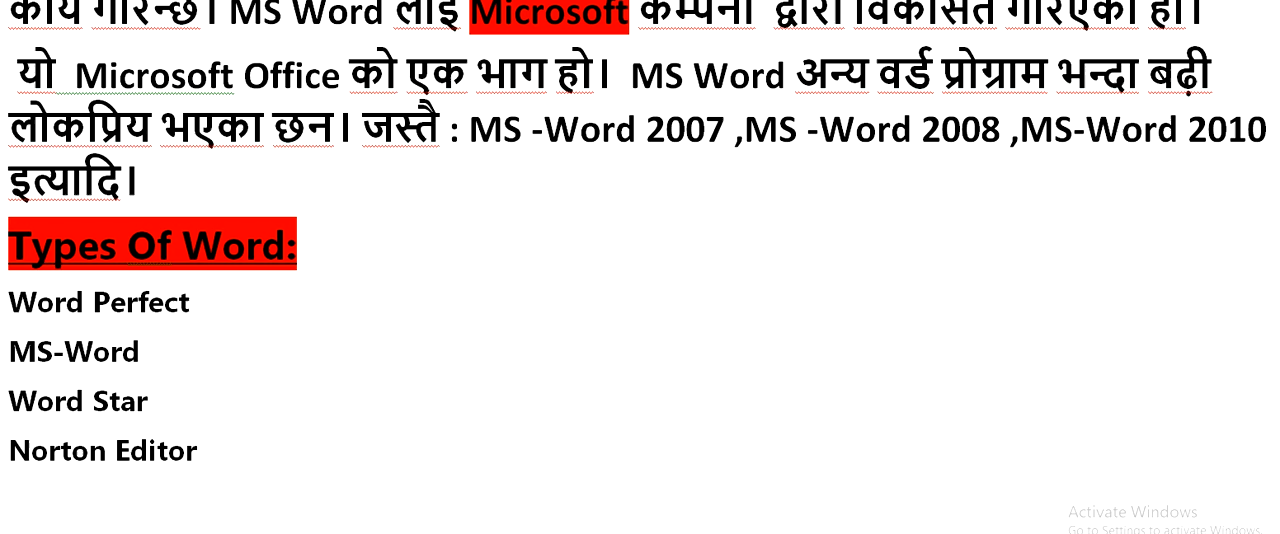 कार्य गरिन्छ। MS Word लाई Microsoft कम्पनी द्वारा विकसित गरिएको हो।
यो Microsoft Office को एक भाग हो। MS Word अन्य वर्ड प्रोग्राम भन्दा बढ़ी
लोकप्रिय भएका छन। जस्तै : MS -Word 2007 ,MS -Word 2008 ,MS-Word 2010
इत्यादि।
Types Of Word:
Word Perfect
MS-Word
Word Star
Norton Editor
Activate Windows
Go to Settings to activate Windows.